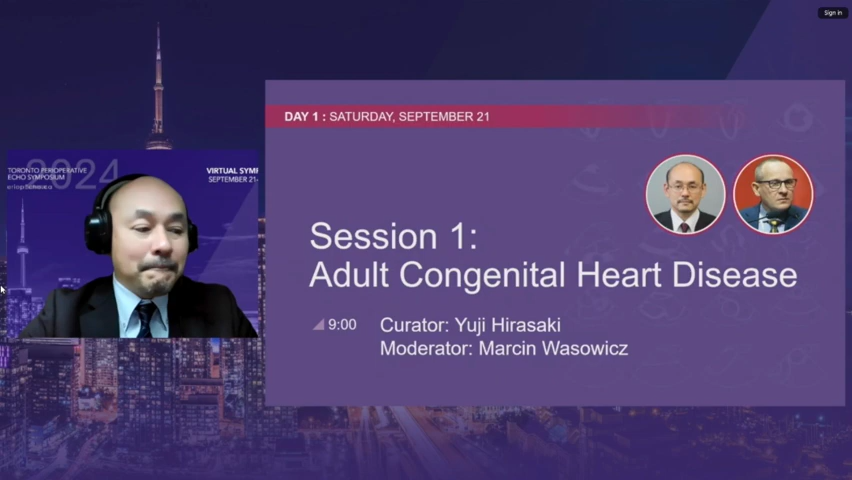 Sign in
DAY 1 : SATURDAY, SEPTEMBER 21
2024
TORONTO PERIOPERATIVE
ECHO SYMPOSIUM
VIRTUAL SYMP
SEPTEMBER 21-
Session 1:
Adult Congenital Heart Disease
9:00
Curator: Yuji Hirasaki
Moderator: Marcin Wasowicz